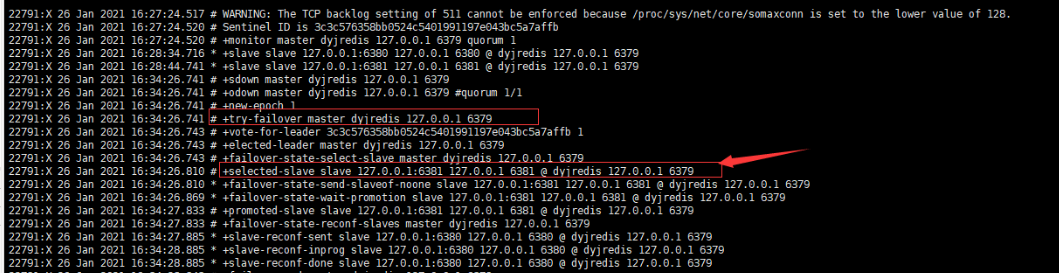 22791:X 26 Jan 2021 16:27:24.517 # WARNING: The TCP backlog setting of 511 cannot be enforced because /proc/sys/net/core/somaxconn is set to the lower value of 128.
22791:X 26 Jan 2021 16:27:24.520 # Sentinel ID is 3c3c576358bb0524c5401991197e043bc5a7affb
22791:X 26 Jan 2021 16:27:24.520 # +monitor master dyjredis 127.0.0.1 6379 quorum 1
22791:X 26 Jan 2021 16:28:34.716 * +slave slave 127.0.0.1:6380 127.0.0.1 6380 @ dyjredis 127.0.0.1 6379
22791:X 26 Jan 2021 16:28:44.741 * +slave slave 127.0.0.1:6381 127.0.0.1 6381 @ dyjredis 127.0.0.1 6379
22791:X 26 Jan 2021 16:34:26.741 # +sdown master dyjredis 127.0.0.1 6379
22791:X 26 Jan 2021 16:34:26.741 # +odown master dyjredis 127.0.0.1 6379 #quorum 1/1
22791:X 26 Jan 2021 16:34:26.741 # +new-epoch 1
22791:X 26 Jan 2021 16:34:26.741 # +try-failover master dyjredis 127.0.0.1 6379
22791:X 26 Jan 2021 16:34:26.743 # +vote-for-leader 3c3c576358bb0524c5401991197e043bc5a7affb 1
22791:X 26 Jan 2021 16:34:26.743 # +elected-leader master dyjredis 127.0.0.1 6379
22791:X 26 Jan 2021 16:34:26.743 # +failover-state-select-slave master dyjredis 127.0.0.1 6379
22791:X 26 Jan 2021 16:34:26.810 # +selected-slave slave 127.0.0.1:6381 127.0.0.1 6381 @ dyjredis 127.0.0.1 6379
22791:X 26 Jan 2021 16:34:26.810 * +failover-state-send-slaveof-noone slave 127.0.0.1:6381 127.0.0.1 6381 @ dyjredis 127.0.0.1 6379
22791:X 26 Jan 2021 16:34:26.869 * +failover-state-wait-promotion slave 127.0.0.1:6381 127.0.0.1 6381 @ dyjredis 127.0.0.1 6379
22791:X 26 Jan 2021 16:34:27.833 # +promoted-slave slave 127.0.0.1:6381 127.0.0.1 6381 @ dyjredis 127.0.0.1 6379
22791:X 26 Jan 2021 16:34:27.833 # +failover-state-reconf-slaves master dyjredis 127.0.0.1 6379
22791:X 26 Jan 2021 16:34:27.885 * +slave-reconf-sent slave 127.0.0.1:6380 127.0.0.1 6380 @ dyjredis 127.0.0.1 6379
22791:X 26 Jan 2021 16:34:28.885 * +slave-reconf-inprog slave 127.0.0.1:6380 127.0.0.1 6380 @ dyjredis 127.0.0.1 6379
22791:X 26 Jan 2021 16:34:28.885 * +slave-reconf-done slave 127.0.0.1:6380 127.0.0.1 6380 @ dyjredis 127.0.0.1 6379